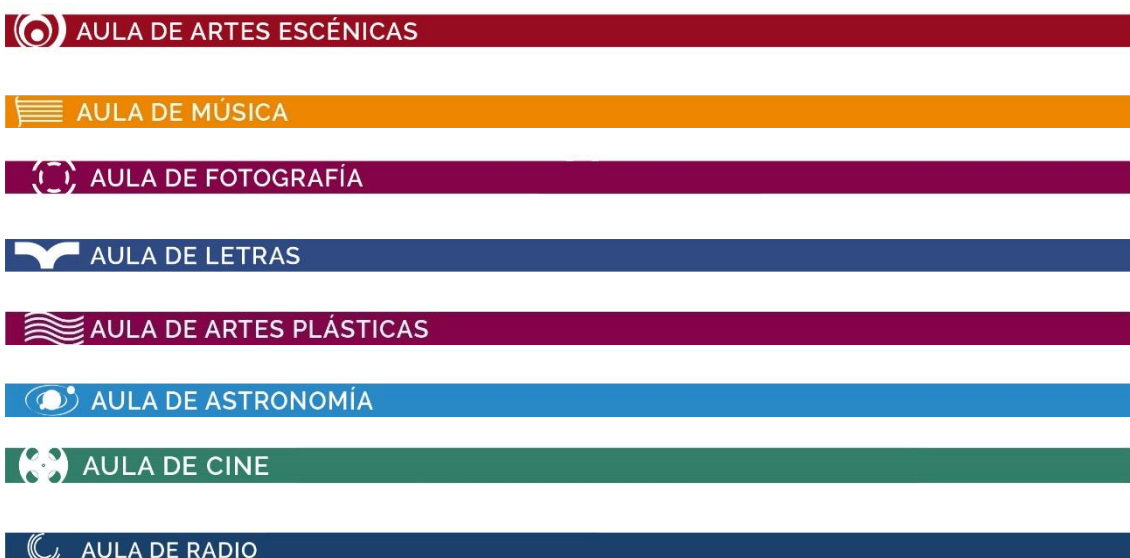 AULA DE ARTES ESCÉNICAS
AULA DE MÚSICA
AULA DE FOTOGRAFÍA
AULA DE LETRAS
AULA DE ARTES PLÁSTICAS
AULA DE ASTRONOMÍA
AULA DE CINE
AULA DE RADIO